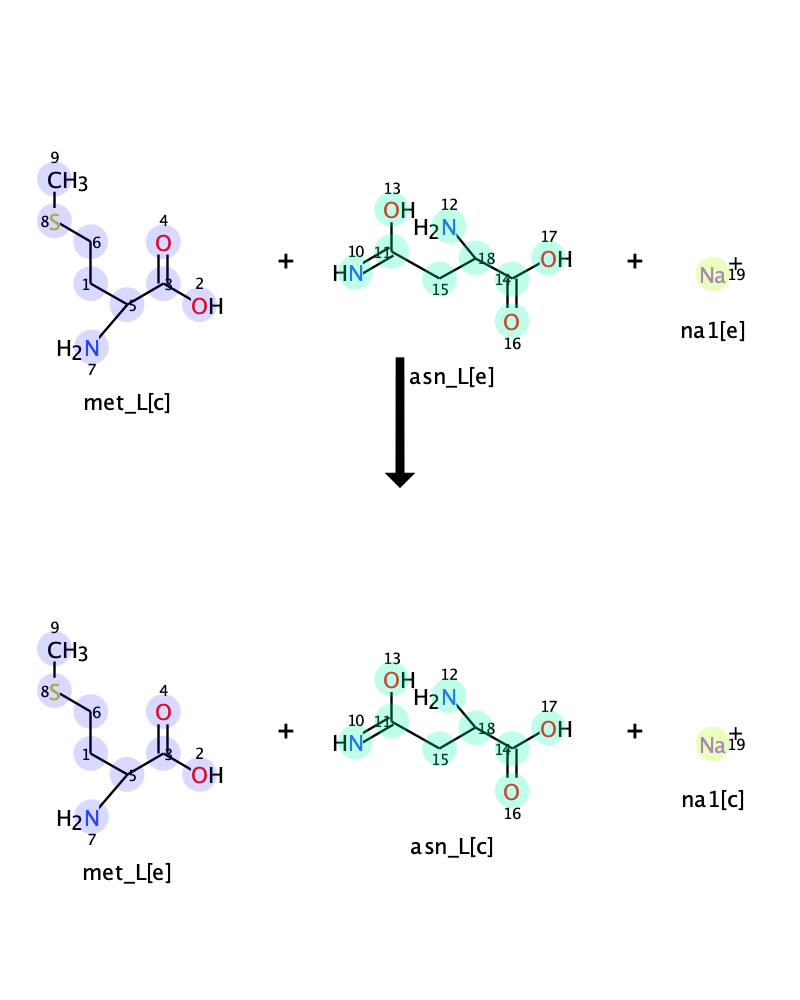 9
CH3
8 S
6
4
O
1
5
3
2
OH
H2N
7
met_L[c]
+
13
OH
12
H2N
10
HN
11
15
18
14
17
OH
O
16
asn_L[e]
+
Na +
19
na1[e]
9
CH3
8 S
6
4
O
1
5
3
2
OH
H2N
7
met_L[e]
+
13
OH
12
H2N
10
HN
11
15
18
14
17
OH
O
16
asn_L[c]
+
Na +
19
na1[c]